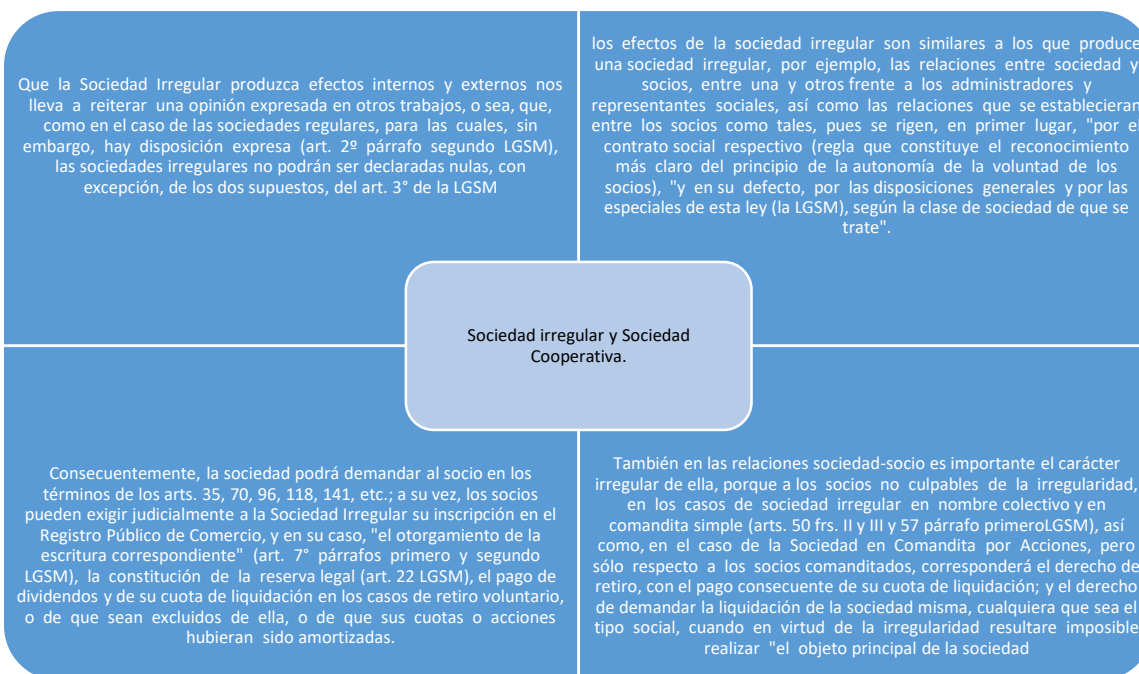 Que la Sociedad Irregular produzca efectos internos y externos nos
lleva a reiterar una opinión expresada en otros trabajos, o sea, que,
como en el caso de las sociedades regulares, para las cuales, sin
embargo, hay disposición expresa (art. 2º párrafo segundo LGSM),
las sociedades irregulares no podrán ser declaradas nulas, con
excepción, de los dos supuestos, del art. 3° de la LGSM
los efectos de la sociedad irregular son similares a los que produce
una sociedad irregular, por ejemplo, las relaciones entre sociedad y
socios, entre una y otros frente a los administradores y
representantes sociales, así como las relaciones que se establecieran
entre los socios como tales, pues se rigen, en primer lugar, "por el
contrato social respectivo (regla que constituye el reconocimiento
más claro del principio de la autonomía de la voluntad de los
socios), "y en su defecto, por las disposiciones generales y por las
especiales de esta ley (la LGSM), según la clase de sociedad de que se
trate".
Sociedad irregular y Sociedad
Cooperativa.
Consecuentemente, la sociedad podrá demandar al socio en los
términos de los arts. 35, 70, 96, 118, 141, etc.; a su vez, los socios
pueden exigir judicialmente a la Sociedad Irregular su inscripción en el
Registro Público de Comercio, y en su caso, "el otorgamiento de la
escritura correspondiente" (art. 7° párrafos primero y segundo
LGSM), la constitución de la reserva legal (art. 22 LGSM), el pago de
dividendos y de su cuota de liquidación en los casos de retiro voluntario,
o de que sean excluidos de ella, o de que sus cuotas o acciones
hubieran sido amortizadas.
También en las relaciones sociedad-socio es importante el carácter
irregular de ella, porque a los socios no culpables de la irregularidad,
en los casos de sociedad irregular en nombre colectivo y en
comandita simple (arts. 50 frs. II y III y 57 párrafo primeroLGSM), así
como, en el caso de la Sociedad en Comandita por Acciones, pero
sólo respecto a los socios comanditados, corresponderá el derecho de
retiro, con el pago consecuente de su cuota de liquidación; y el derecho
de demandar la liquidación de la sociedad misma, cualquiera que sea el
tipo social, cuando en virtud de la irregularidad resultare imposible
realizar "el objeto principal de la sociedad